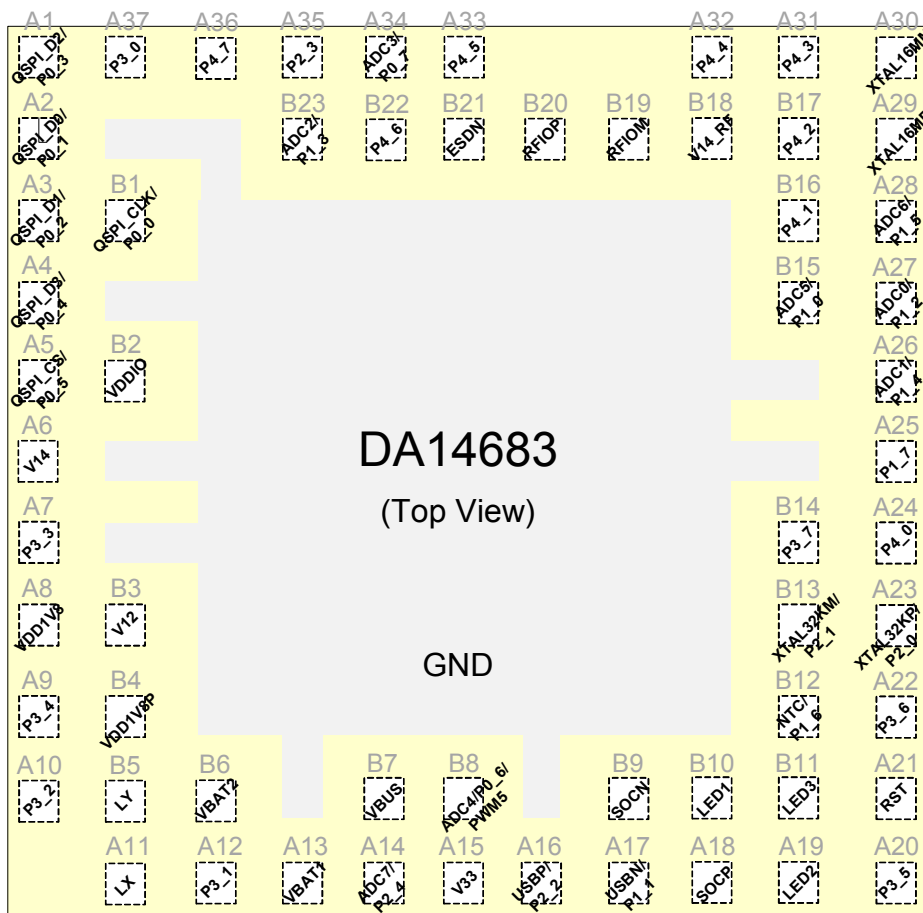 A1 A37 A36 A35 A34 A33 A32 A31 A30
QSPI_D2/
P0_3
P3_0
P4_7
P2_3
ADC3/
P0_7
P4_5
P4_4
P4_3
A2 B23 B22 B21 B20 B19 B18 B17 A29
QSPI_D0/
P0_1
ADC2/
P1_3
P4_6
ESDN
RFIOP
RFIOM
V14_RF
P4_2
A3 B1 B16 A28
QSPI_D1/
P0_2
QSPI_CLK/
P0_0
P4_1
ADC6/
P1_5
A4 B15 A27
QSPI_D3/
P0_4
ADC5/
P1_0
ADC0/
P1_2
A5 B2 A26
QSPI_CS/
P0_5
VDDIO
ADC1/
P1_4
A6 A25
V14
P1_7
DA14683
(Top View)
A7 B14 A24
P3_3
P3_7
P4_0
A8 B3 B13 A23
VDD1V8
V12
XTAL32KM/
P2_1
XTAL32KP/
P2_0
GND
A9 B4 B12 A22
P3_4
VDD1V8P
NTC/
P1_6
P3_6
A10 B5 B6 B7 B8 B9 B10 B11 A21
P3_2
LY
VBAT2
VBUS
ADC4/P0_6/
PWM5
SOCN
LED1
LED3
RST
A11 A12 A13 A14 A15 A16 A17 A18 A19 A20
LX
P3_1
VBAT1
ADC7/
P2_4
V33
USBP/
P2_2
USBN/
P1_1
SOCP
LED2
P3_5